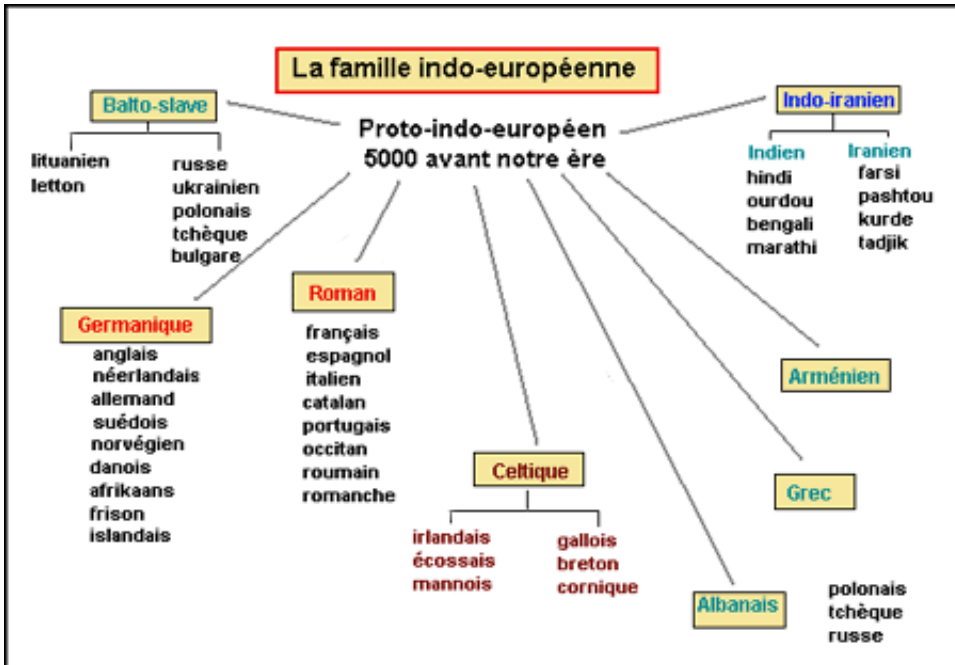 La famille indo-européenne
Balto-slave
lituanien
letton
russe
ukrainien
polonais
tchèque
bulgare
Proto-indo-européen
5000 avant notre ère
Indo-iranien
Indien
hindi
ourdou
bengali
marathi
Iranien
farsi
pashtou
kurde
tadjik
Germanique
anglais
néerlandais
allemand
suédois
norvégien
danois
afrikaans
frison
islandais
Roman
français
espagnol
italien
catalan
portugais
occitan
roumain
romanche
Celtique
irlandais
écossais
mannois
gallois
breton
cornique
Arménien
Grec
Albanais
polonais
tchèque
russe